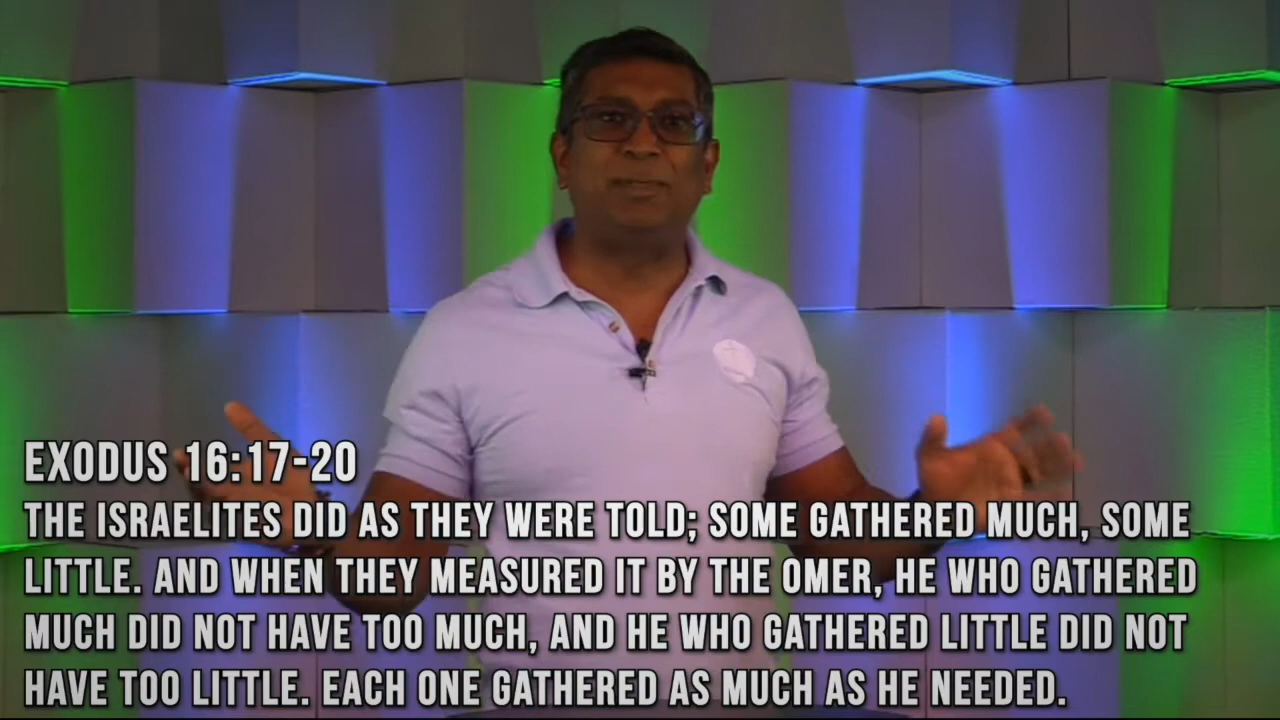 EXODUS 16:17-20
THE ISRAELITES DID AS THEY WERE TOLD; SOME GATHERED MUCH, SOME
LITTLE. AND WHEN THEY MEASURED IT BY THE OMER, HE WHO GATHERED
MUCH DID NOT HAVE TOO MUCH, AND HE WHO GATHERED LITTLE DID NOT
HAVE TOO LITTLE. EACH ONE GATHERED AS MUCH AS HE NEEDED.